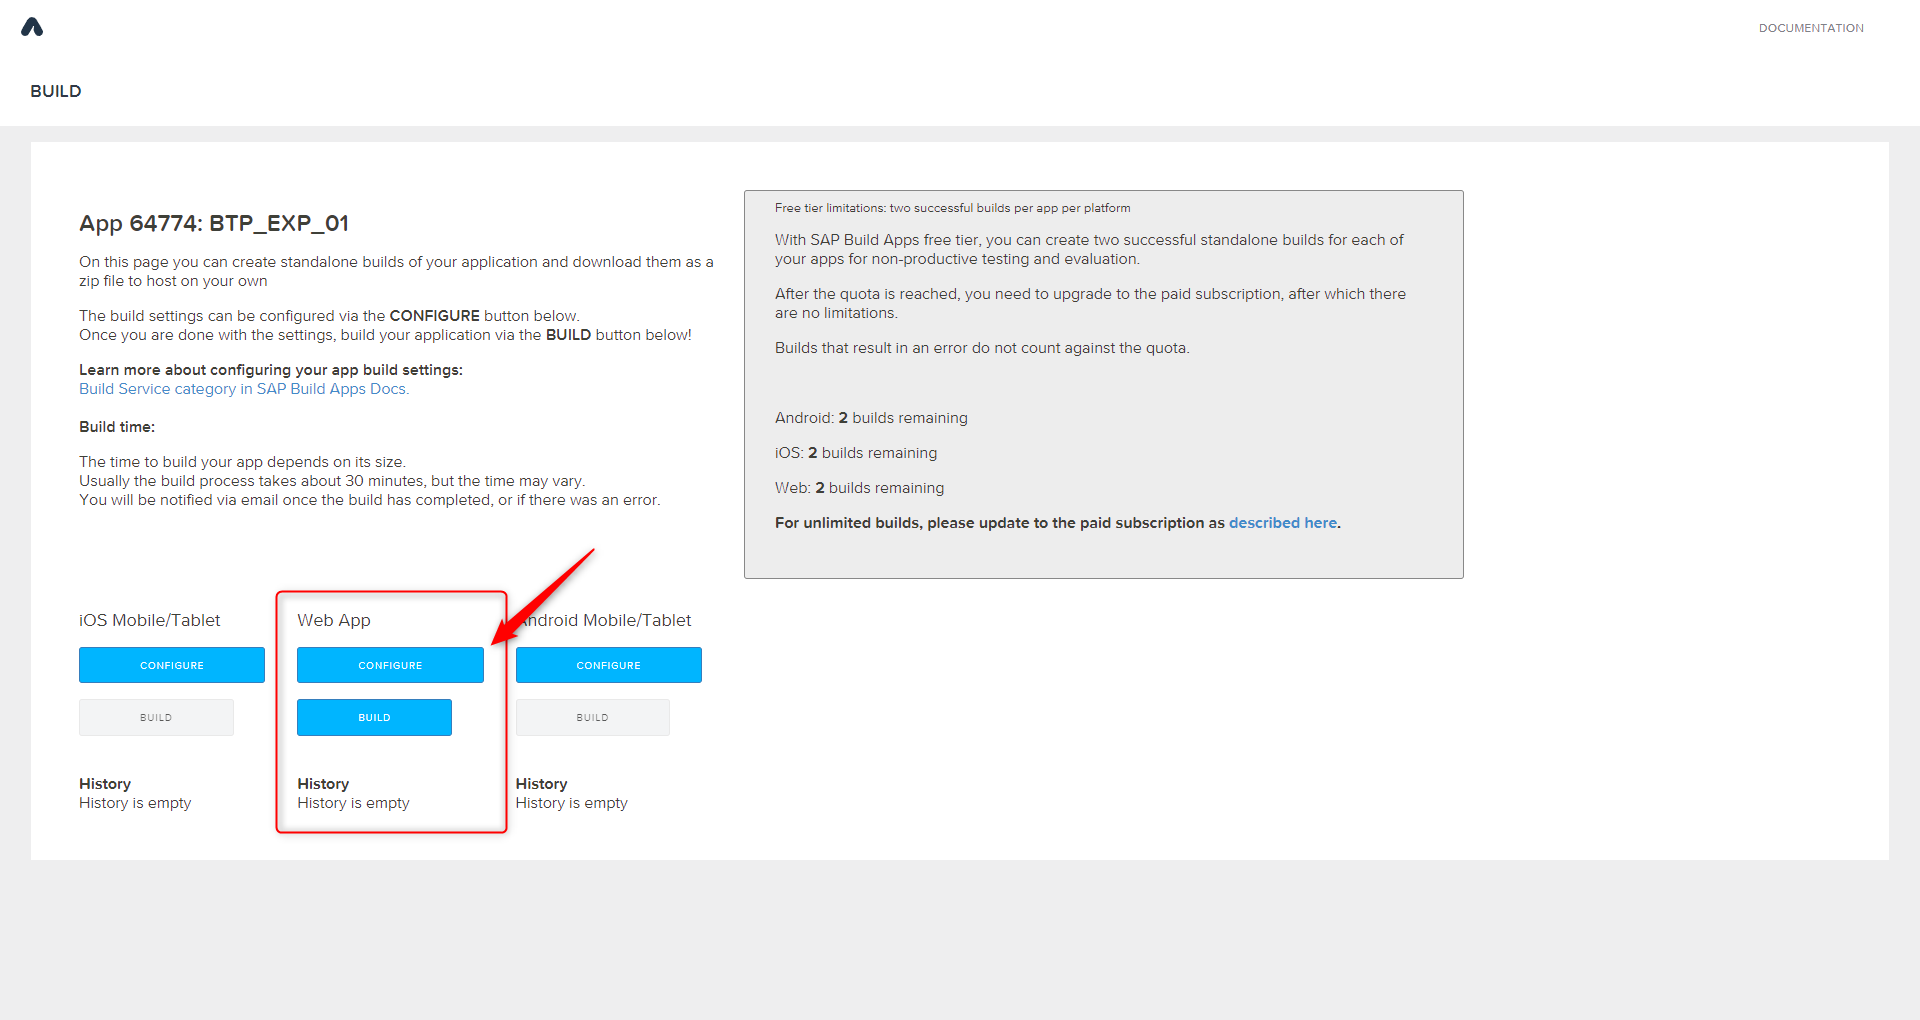 DOCUMENTATION
BUILD
App 64774: BTP_EXP_01
On this page you can create standalone builds of your application and download them as a
zip file to host on your own
The build settings can be configured via the CONFIGURE button below.
Once you are done with the settings, build your application via the BUILD button below!
Learn more about configuring your app build settings:
Build Service category in SAP Build Apps Docs.
Build time:
The time to build your app depends on its size.
Usually the build process takes about 30 minutes, but the time may vary.
You will be notified via email once the build has completed, or if there was an error.
Free tier limitations: two successful builds per app per platform
With SAP Build Apps free tier, you can create two successful standalone builds for each of
your apps for non-productive testing and evaluation.
After the quota is reached, you need to upgrade to the paid subscription, after which there
are no limitations.
Builds that result in an error do not count against the quota.
Android: 2 builds remaining
iOS: 2 builds remaining
Web: 2 builds remaining
For unlimited builds, please update to the paid subscription as described here.
iOS Mobile/Tablet
CONFIGURE
BUILD
History
History is empty
Web App
CONFIGURE
BUILD
History
History is empty
Android Mobile/Tablet
CONFIGURE
BUILD
History
History is empty